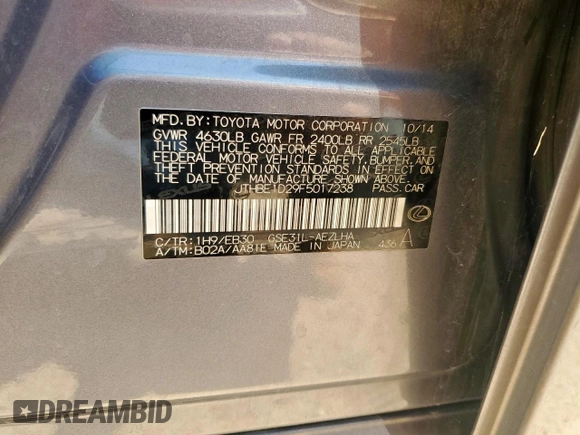 MFD. BY: TOYOTA MOTOR CORPORATION 10/14
GVWR 4630LB GAWR FR 2400LB RR 2545LB
THIS VEHICLE CONFORMS TO ALL APPLICABLE
FEDERAL MOTOR VEHICLE SAFETY, BUMPER, AND
THEFT PREVENTION STANDARDS IN EFFECT ON
THE DATE OF MANUFACTURE SHOWN ABOVE.
JTHBE1D29F5017238 PASS. CAR
C/TR: 1H9/EB30 GSE31L-AEZLHA
A/TM: B02A/AA81E MADE IN JAPAN 436 A
DREAMBID